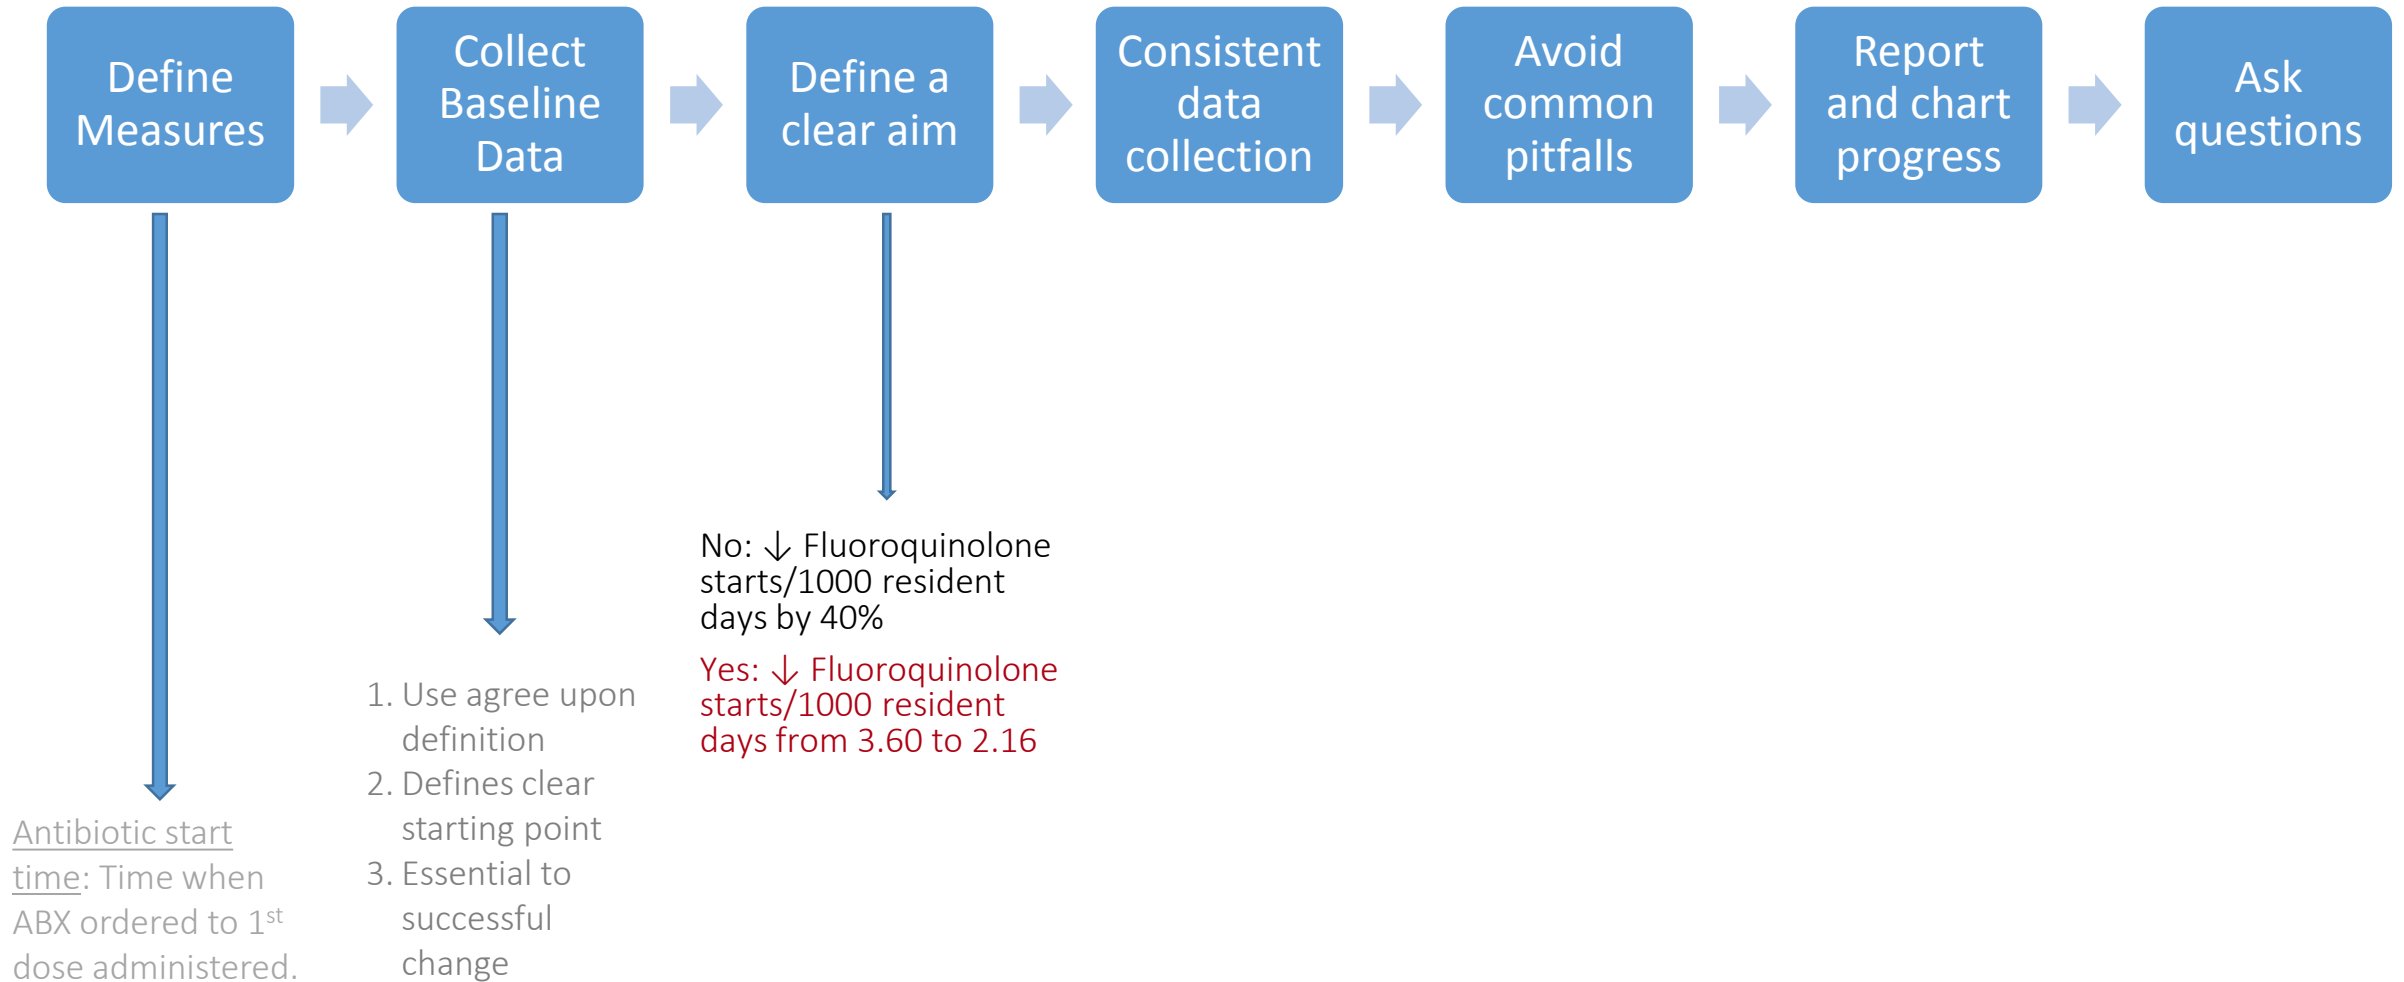 Define
Measures
Collect
Baseline
Data
Define a
clear aim
Consistent
data
collection
Avoid
common
pitfalls
Report
and chart
progress
Ask
questions
Antibiotic start
time: Time when
ABX ordered to 1st
dose administered.
1. Use agree upon
definition
2. Defines clear
starting point
3. Essential to
successful
change
No: ↓ Fluoroquinolone
starts/1000 resident
days by 40%
Yes: ↓ Fluoroquinolone
starts/1000 resident
days from 3.60 to 2.16